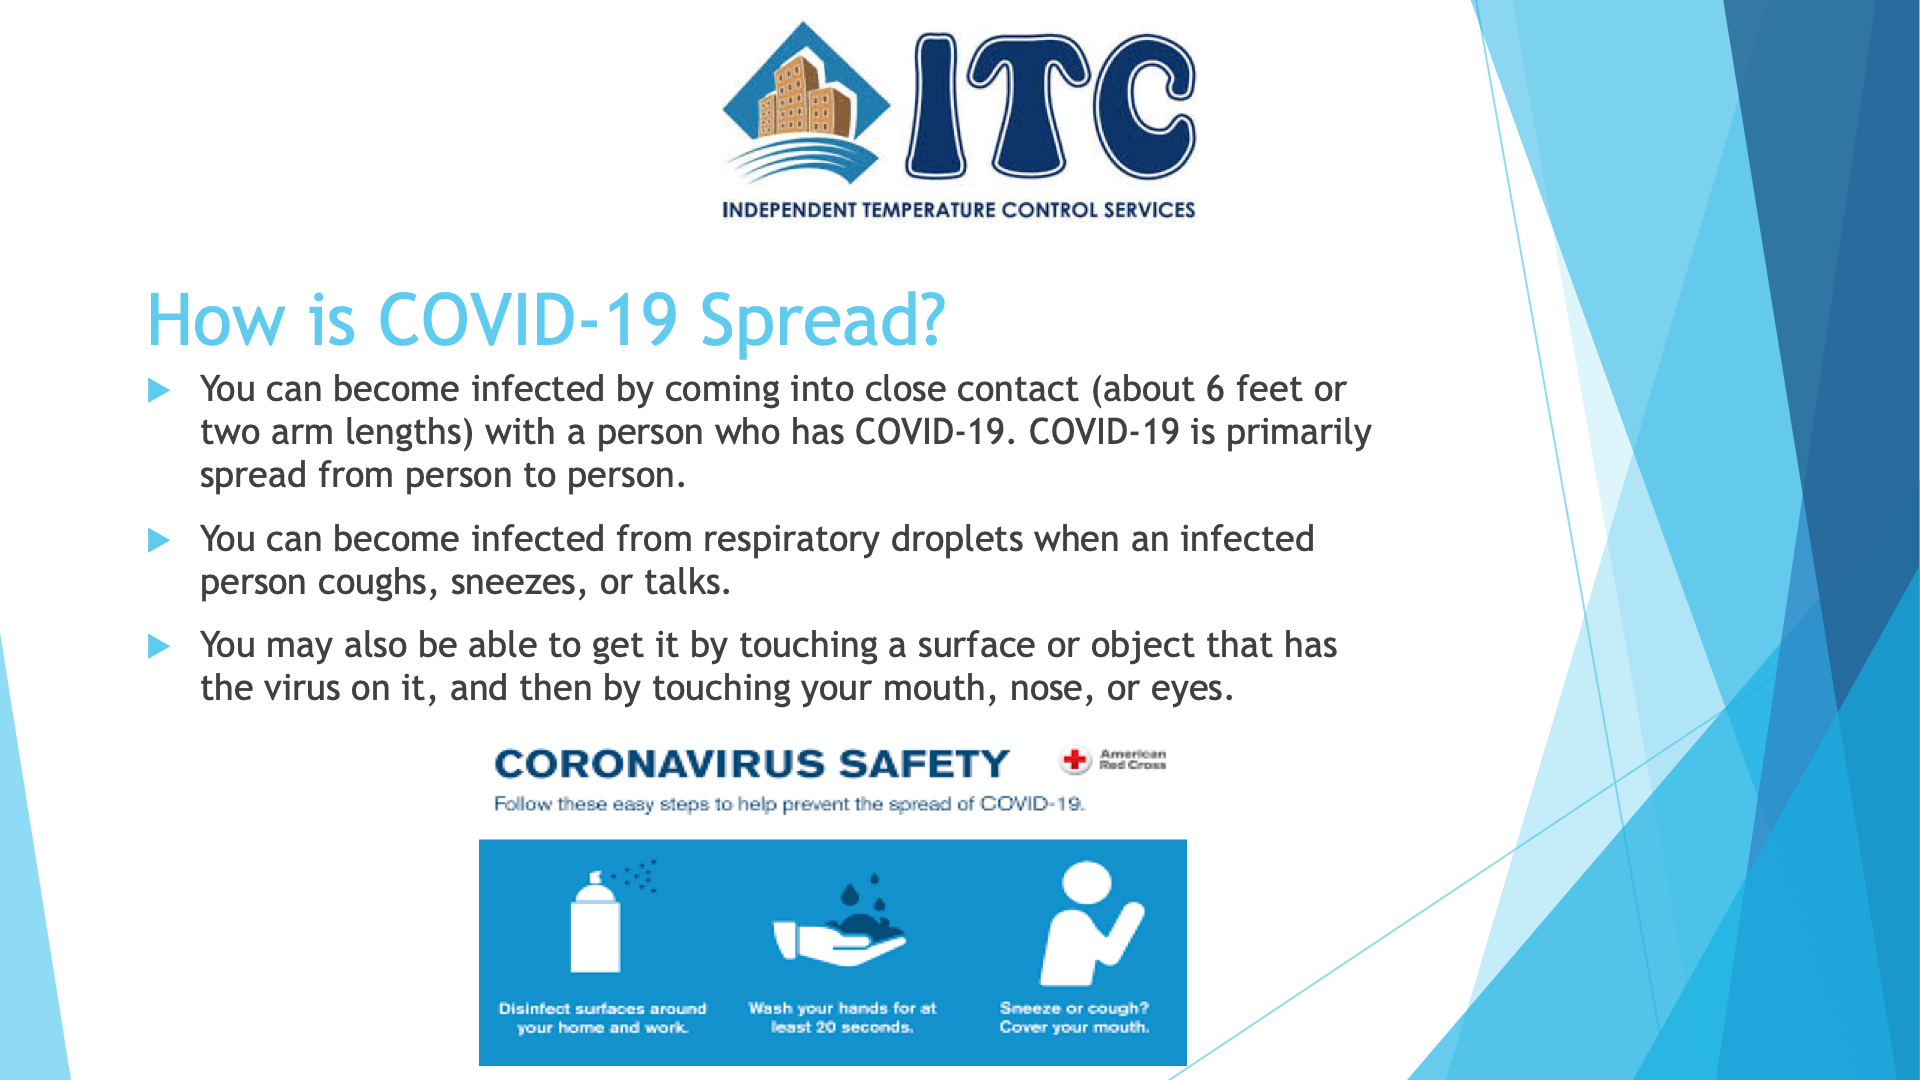 ITC
INDEPENDENT TEMPERATURE CONTROL SERVICES
How is COVID-19 Spread?
You can become infected by coming into close contact (about 6 feet or
two arm lengths) with a person who has COVID-19. COVID-19 is primarily
spread from person to person.
You can become infected from respiratory droplets when an infected
person coughs, sneezes, or talks.
You may also be able to get it by touching a surface or object that has
the virus on it, and then by touching your mouth, nose, or eyes.
CORONAVIRUS SAFETY
American
Red Cross
Follow these easy steps to help prevent the spread of COVID-19.
Disinfect surfaces around
your home and work.
Wash your hands for at
least 20 seconds.
Sneeze or cough?
Cover your mouth.